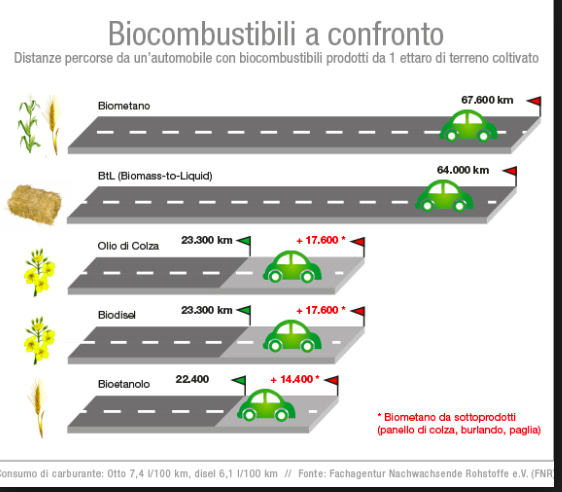 Biocombustibili a confronto
Distanze percorse da un'automobile con biocombustibili prodotti da 1 ettaro di terreno coltivato
Biometano
67.600 km
BtL (Biomass-to-Liquid)
64.000 km
Olio di Colza
23.300 km
+ 17.600 *
Biodisel
23.300 km
+ 17.600 *
Bioetanolo
22.400
+ 14.400 *
* Biometano da sottoprodotti
(panello di colza, burlando, paglia)
Consumo di carburante: Otto 7,4 l/100 km, disel 6,1 l/100 km // Fonte: Fachagentur Nachwachsende Rohstoffe e.V. (FNR)